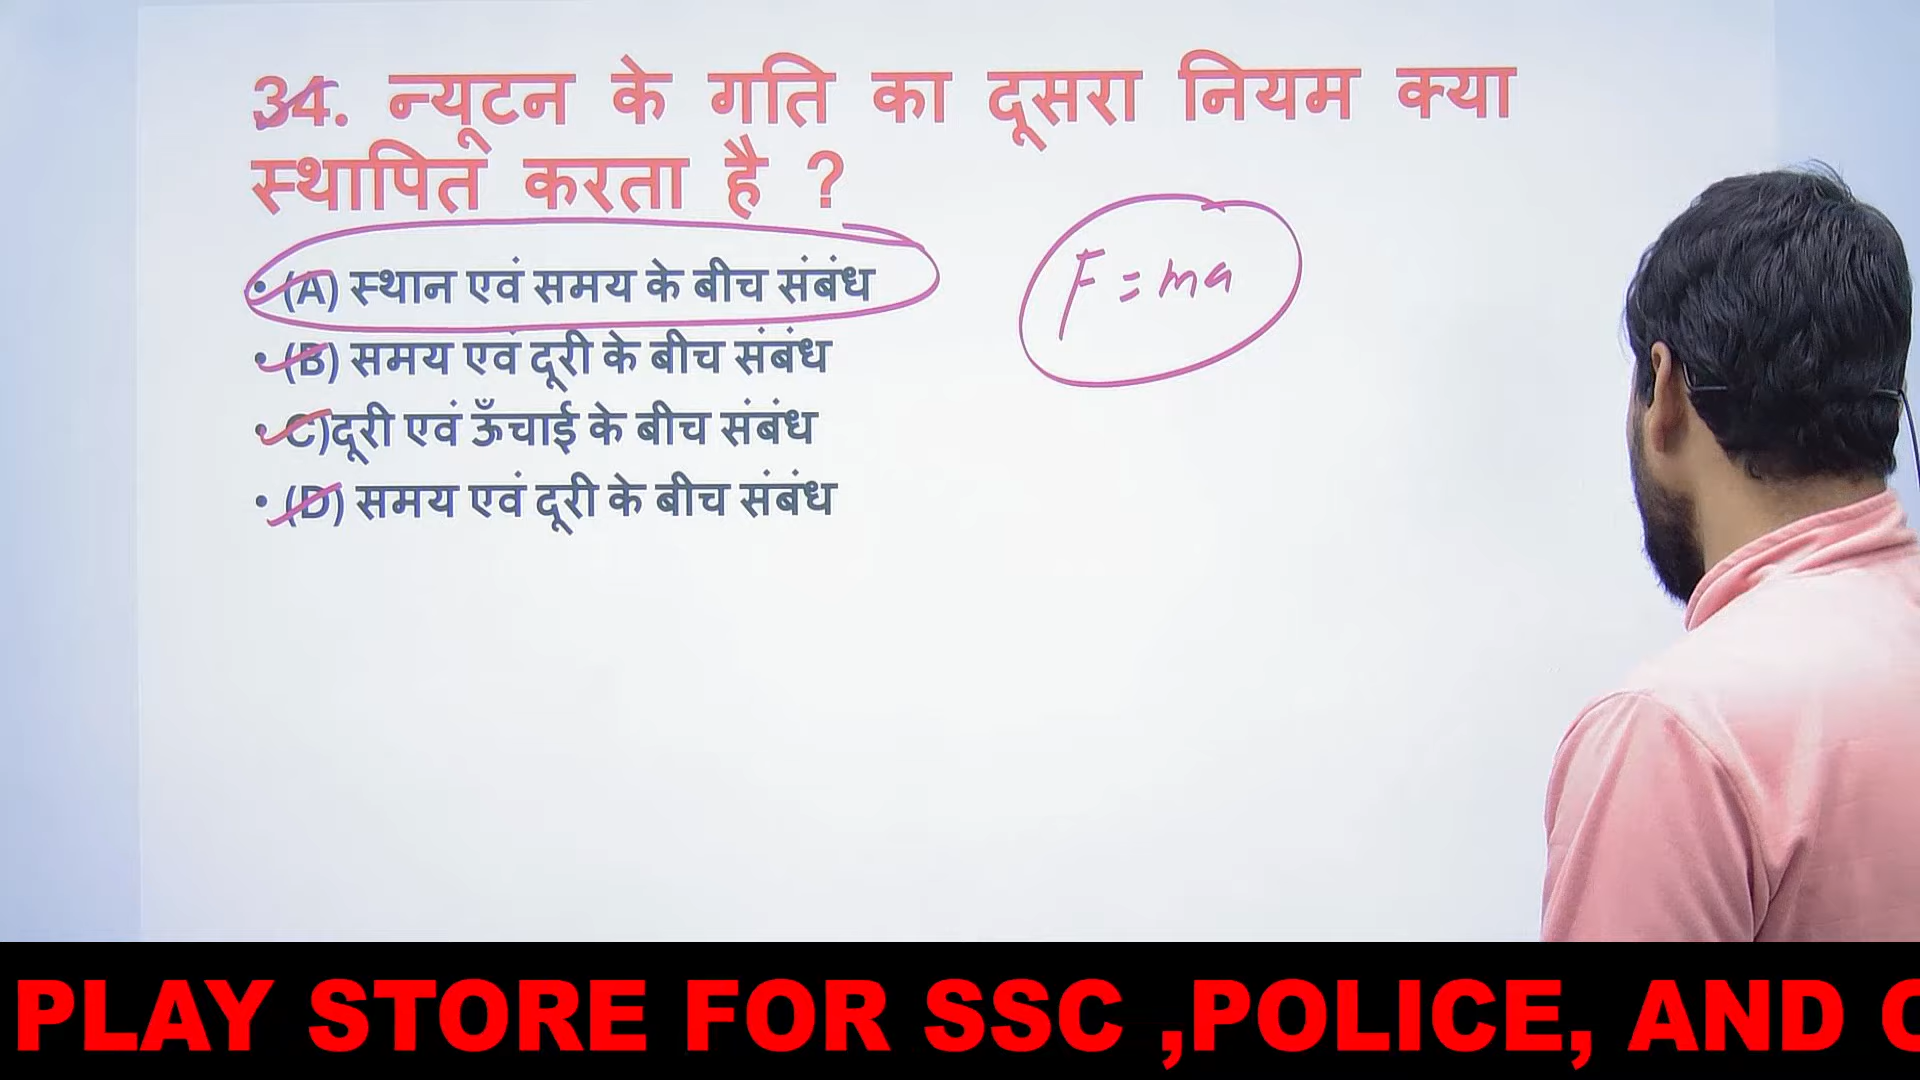 34. न्यूटन के गति का दूसरा नियम क्या
स्थापित करता है ?
• (A) स्थान एवं समय के बीच संबंध
F = ma
• (B) समय एवं दूरी के बीच संबंध
• C)दूरी एवं ऊँचाई के बीच संबंध
• (D) समय एवं दूरी के बीच संबंध
PLAY STORE FOR SSC ,POLICE, AND